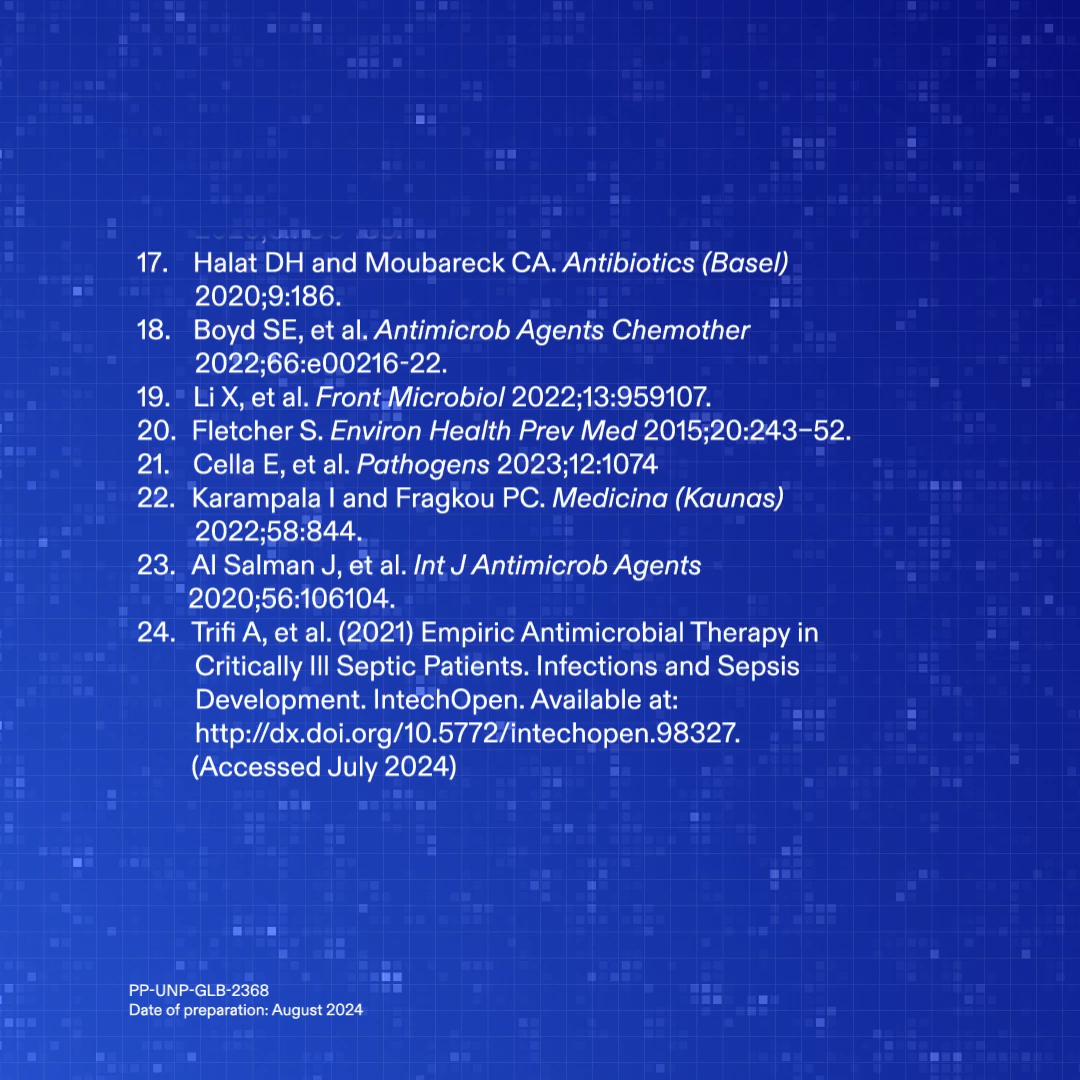 17. Halat DH and Moubareck CA. Antibiotics (Basel)
2020;9:186.
18. Boyd SE, et al. Antimicrob Agents Chemother
2022;66:e00216-22.
19. Li X, et al. Front Microbiol 2022;13:959107.
20. Fletcher S. Environ Health Prev Med 2015;20:243–52.
21. Cella E, et al. Pathogens 2023;12:1074
22. Karampala I and Fragkou PC. Medicina (Kaunas)
2022;58:844.
23. Al Salman J, et al. Int J Antimicrob Agents
2020;56:106104.
24. Trifi A, et al. (2021) Empiric Antimicrobial Therapy in
Critically Ill Septic Patients. Infections and Sepsis
Development. IntechOpen. Available at:
http://dx.doi.org/10.5772/intechopen.98327.
(Accessed July 2024)
PP-UNP-GLB-2368
Date of preparation: August 2024